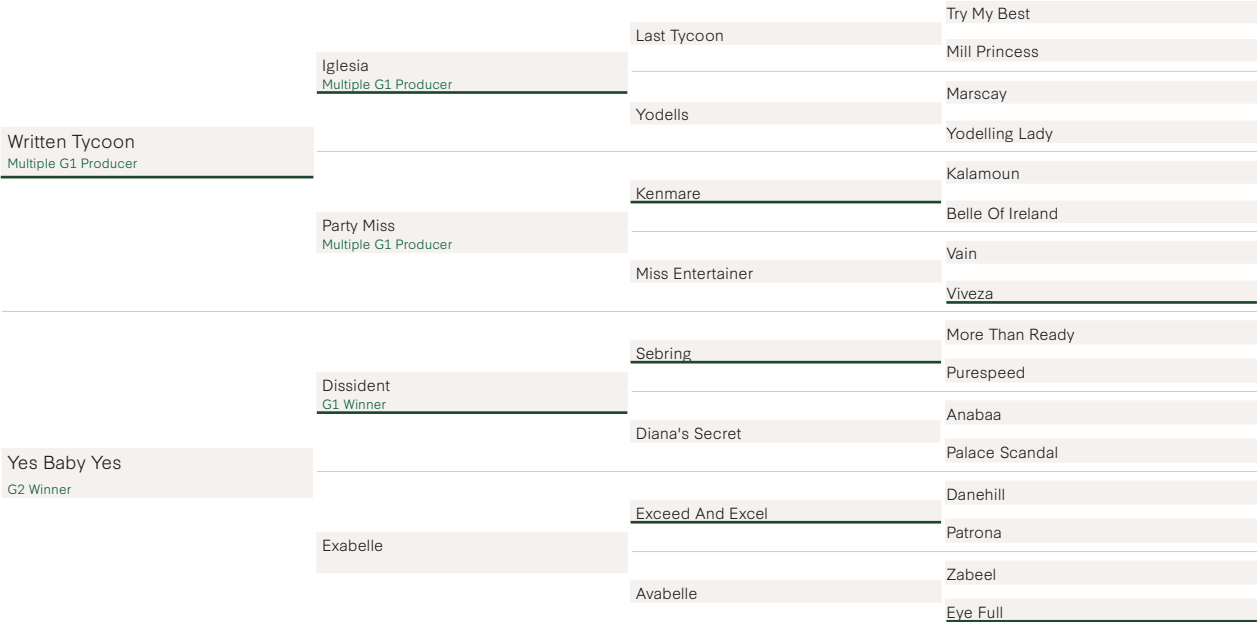 Written Tycoon
Multiple G1 Producer
Yes Baby Yes
G2 Winner
Iglesia
Multiple G1 Producer
Party Miss
Multiple G1 Producer
Dissident
G1 Winner
Exabelle
Last Tycoon
Yodells
Kenmare
Miss Entertainer
Sebring
Diana's Secret
Exceed And Excel
Avabelle
Try My Best
Mill Princess
Marscay
Yodelling Lady
Kalamoun
Belle Of Ireland
Vain
Viveza
More Than Ready
Purespeed
Anabaa
Palace Scandal
Danehill
Patrona
Zabeel
Eye Full